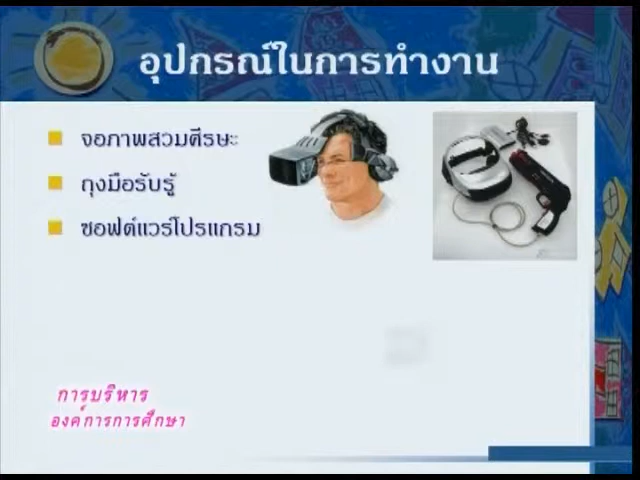 อุปกรณ์ในการทำงาน
จอภาพสวมศีรษะ
ถุงมือรับรู้
ซอฟต์แวร์โปรแกรม
การบริหาร
องค์การการศึกษา